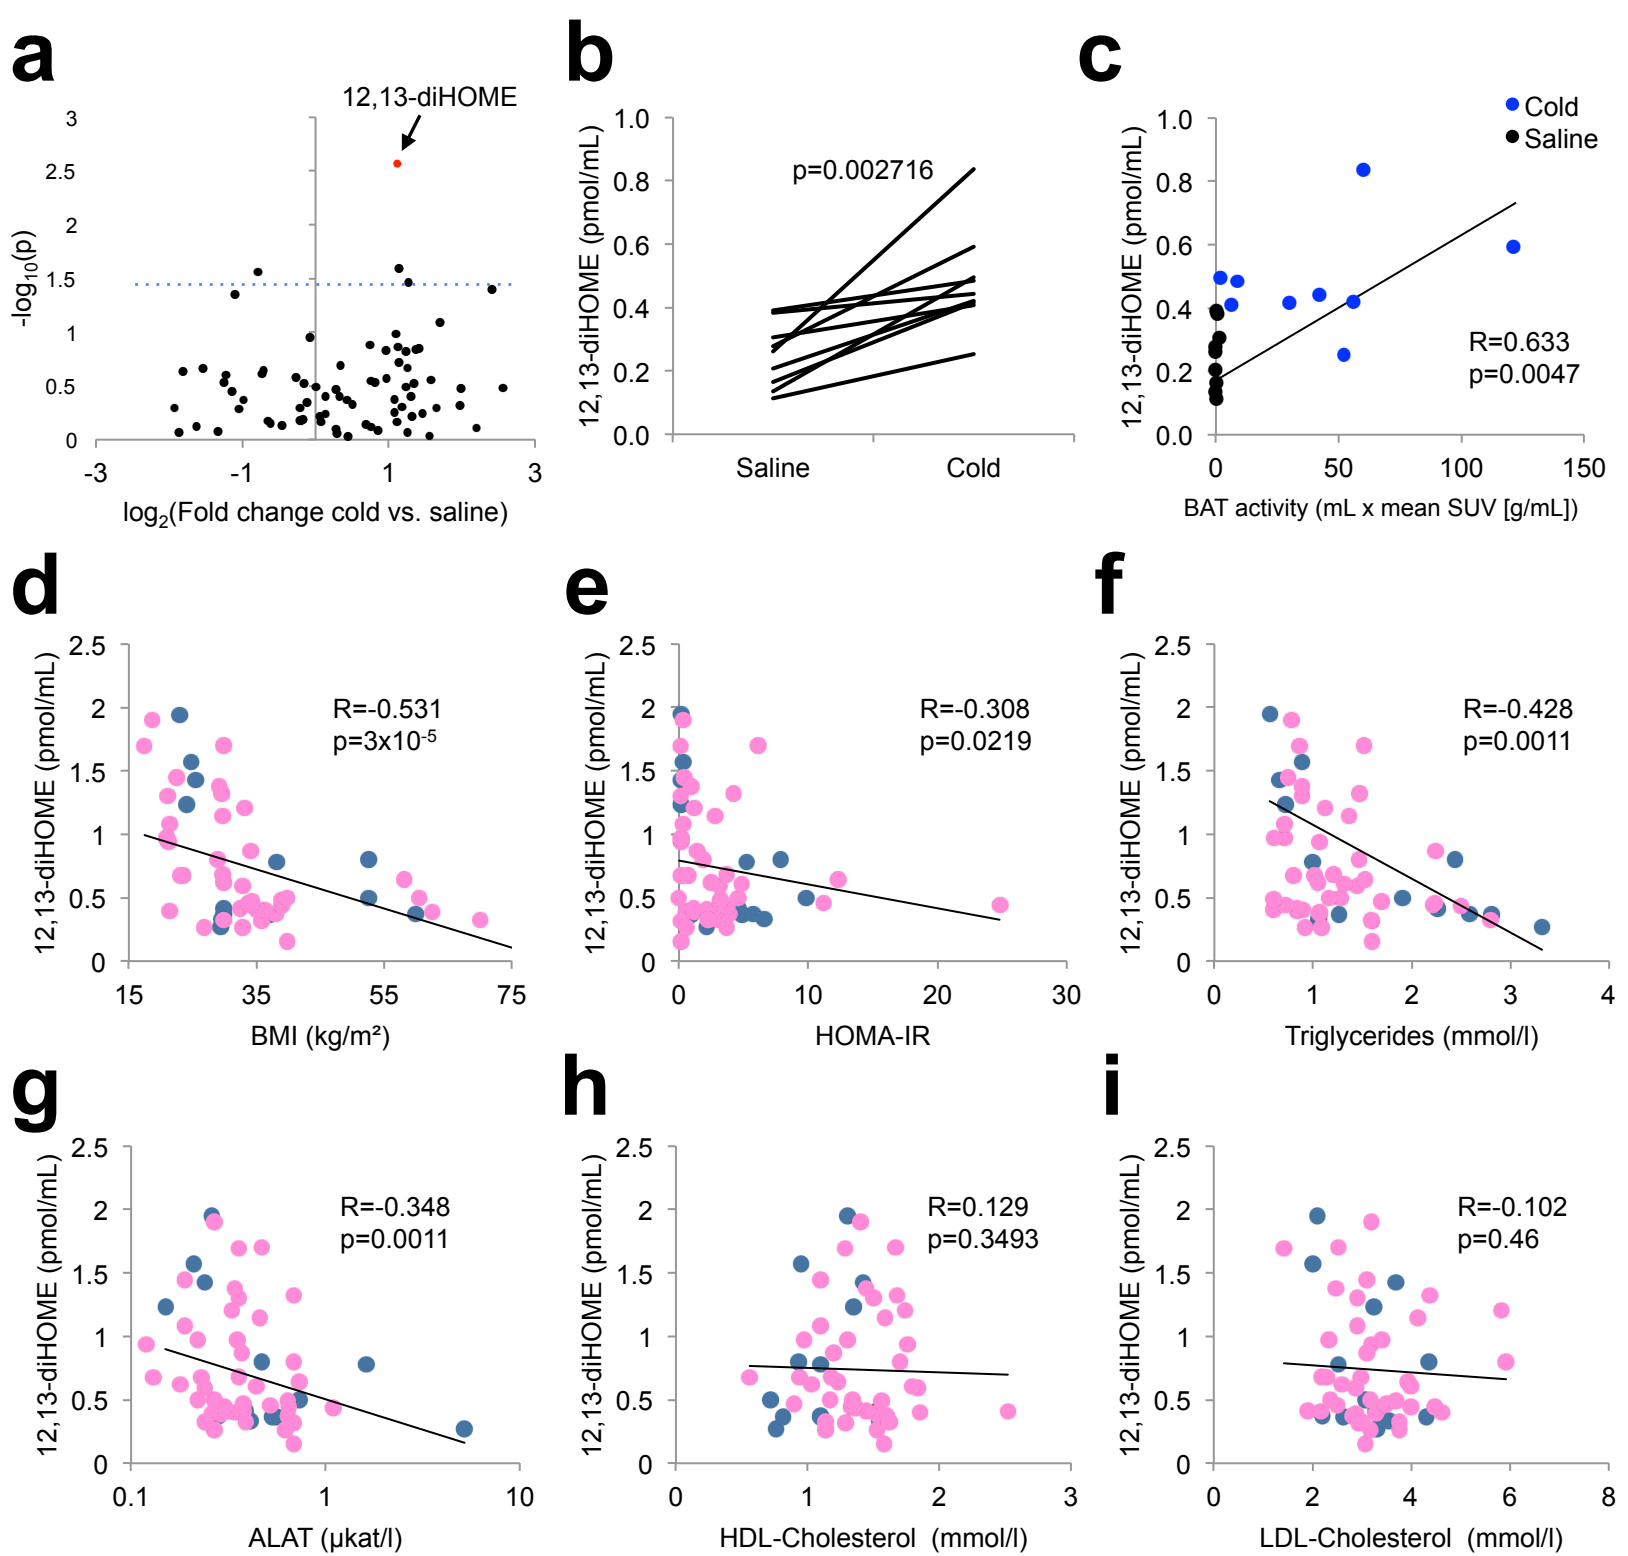 a
12,13-diHOME
3
2.5
2
1.5
1
0.5
0
-log10(p)
-3
-1
1
3
log2(Fold change cold vs. saline)
b
1.0
0.8
0.6
0.4
0.2
0.0
12,13-diHOME (pmol/mL)
p=0.002716
Saline
Cold
c
Cold
Saline
1.0
0.8
0.6
0.4
0.2
0.0
12,13-diHOME (pmol/mL)
R=0.633
p=0.0047
0
50
100
150
BAT activity (mL x mean SUV [g/mL])
d
2.5
2
1.5
1
0.5
0
12,13-diHOME (pmol/mL)
R=-0.531
p=3x10-5
15
35
55
75
BMI (kg/m²)
e
2.5
2
1.5
1
0.5
0
12,13-diHOME (pmol/mL)
R=-0.308
p=0.0219
0
10
20
30
HOMA-IR
f
2.5
2
1.5
1
0.5
0
12,13-diHOME (pmol/mL)
R=-0.428
p=0.0011
0
1
2
3
4
Triglycerides (mmol/l)
g
2.5
2
1.5
1
0.5
0
12,13-diHOME (pmol/mL)
R=-0.348
p=0.0011
0.1
1
10
ALAT (µkat/l)
h
2.5
2
1.5
1
0.5
0
12,13-diHOME (pmol/mL)
R=0.129
p=0.3493
0
1
2
3
HDL-Cholesterol (mmol/l)
i
2.5
2
1.5
1
0.5
0
12,13-diHOME (pmol/mL)
R=-0.102
p=0.46
0
2
4
6
8
LDL-Cholesterol (mmol/l)